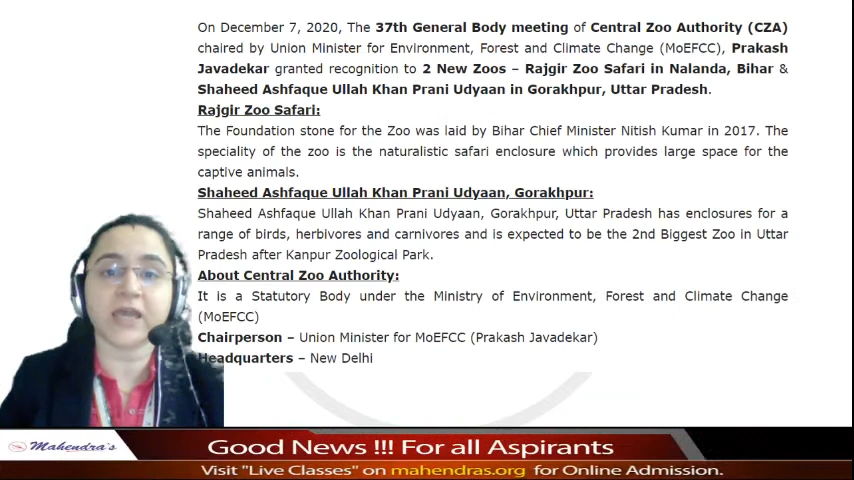 On December 7, 2020, The 37th General Body meeting of Central Zoo Authority (CZA)
chaired by Union Minister for Environment, Forest and Climate Change (MoEFCC), Prakash
Javadekar granted recognition to 2 New Zoos – Rajgir Zoo Safari in Nalanda, Bihar &
Shaheed Ashfaque Ullah Khan Prani Udyaan in Gorakhpur, Uttar Pradesh.
Rajgir Zoo Safari:
The Foundation stone for the Zoo was laid by Bihar Chief Minister Nitish Kumar in 2017. The
speciality of the zoo is the naturalistic safari enclosure which provides large space for the
captive animals.
Shaheed Ashfaque Ullah Khan Prani Udyaan, Gorakhpur:
Shaheed Ashfaque Ullah Khan Prani Udyaan, Gorakhpur, Uttar Pradesh has enclosures for a
range of birds, herbivores and carnivores and is expected to be the 2nd Biggest Zoo in Uttar
Pradesh after Kanpur Zoological Park.
About Central Zoo Authority:
It is a Statutory Body under the Ministry of Environment, Forest and Climate Change
(MoEFCC)
Chairperson – Union Minister for MoEFCC (Prakash Javadekar)
Headquarters – New Delhi
Mahendra's
Good News !!! For all Aspirants
Visit "Live Classes" on mahendras.org for Online Admission.